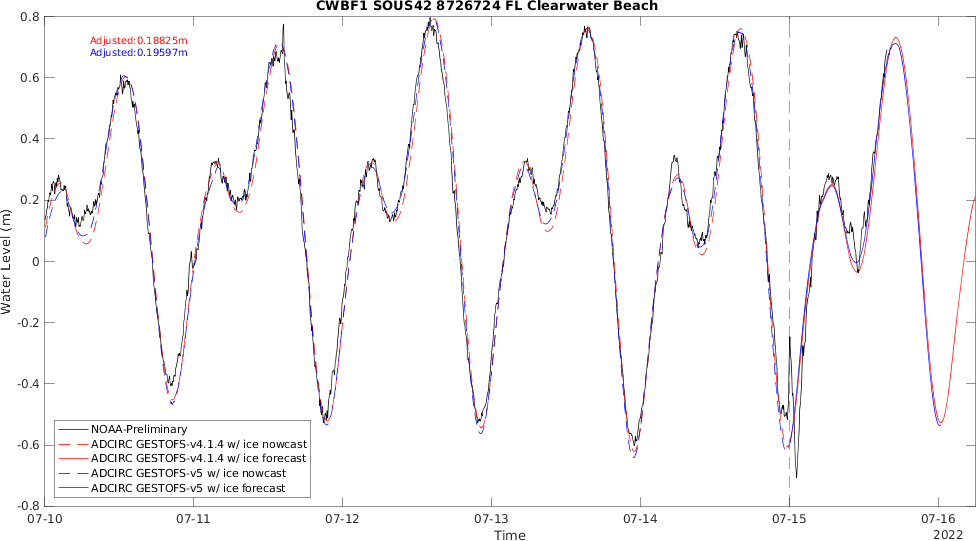 CWBF1 SOUS42 8726724 FL Clearwater Beach
Adjusted:0.18825m
Adjusted:0.19597m
0.8
0.6
0.4
0.2
0
-0.2
-0.4
-0.6
-0.8
Water Level (m)
NOAA-Preliminary
ADCIRC GESTOFS-v4.1.4 w/ ice nowcast
ADCIRC GESTOFS-v4.1.4 w/ ice forecast
ADCIRC GESTOFS-v5 w/ ice nowcast
ADCIRC GESTOFS-v5 w/ ice forecast
07-10 07-11 07-12 07-13 07-14 07-15 07-16
Time
2022